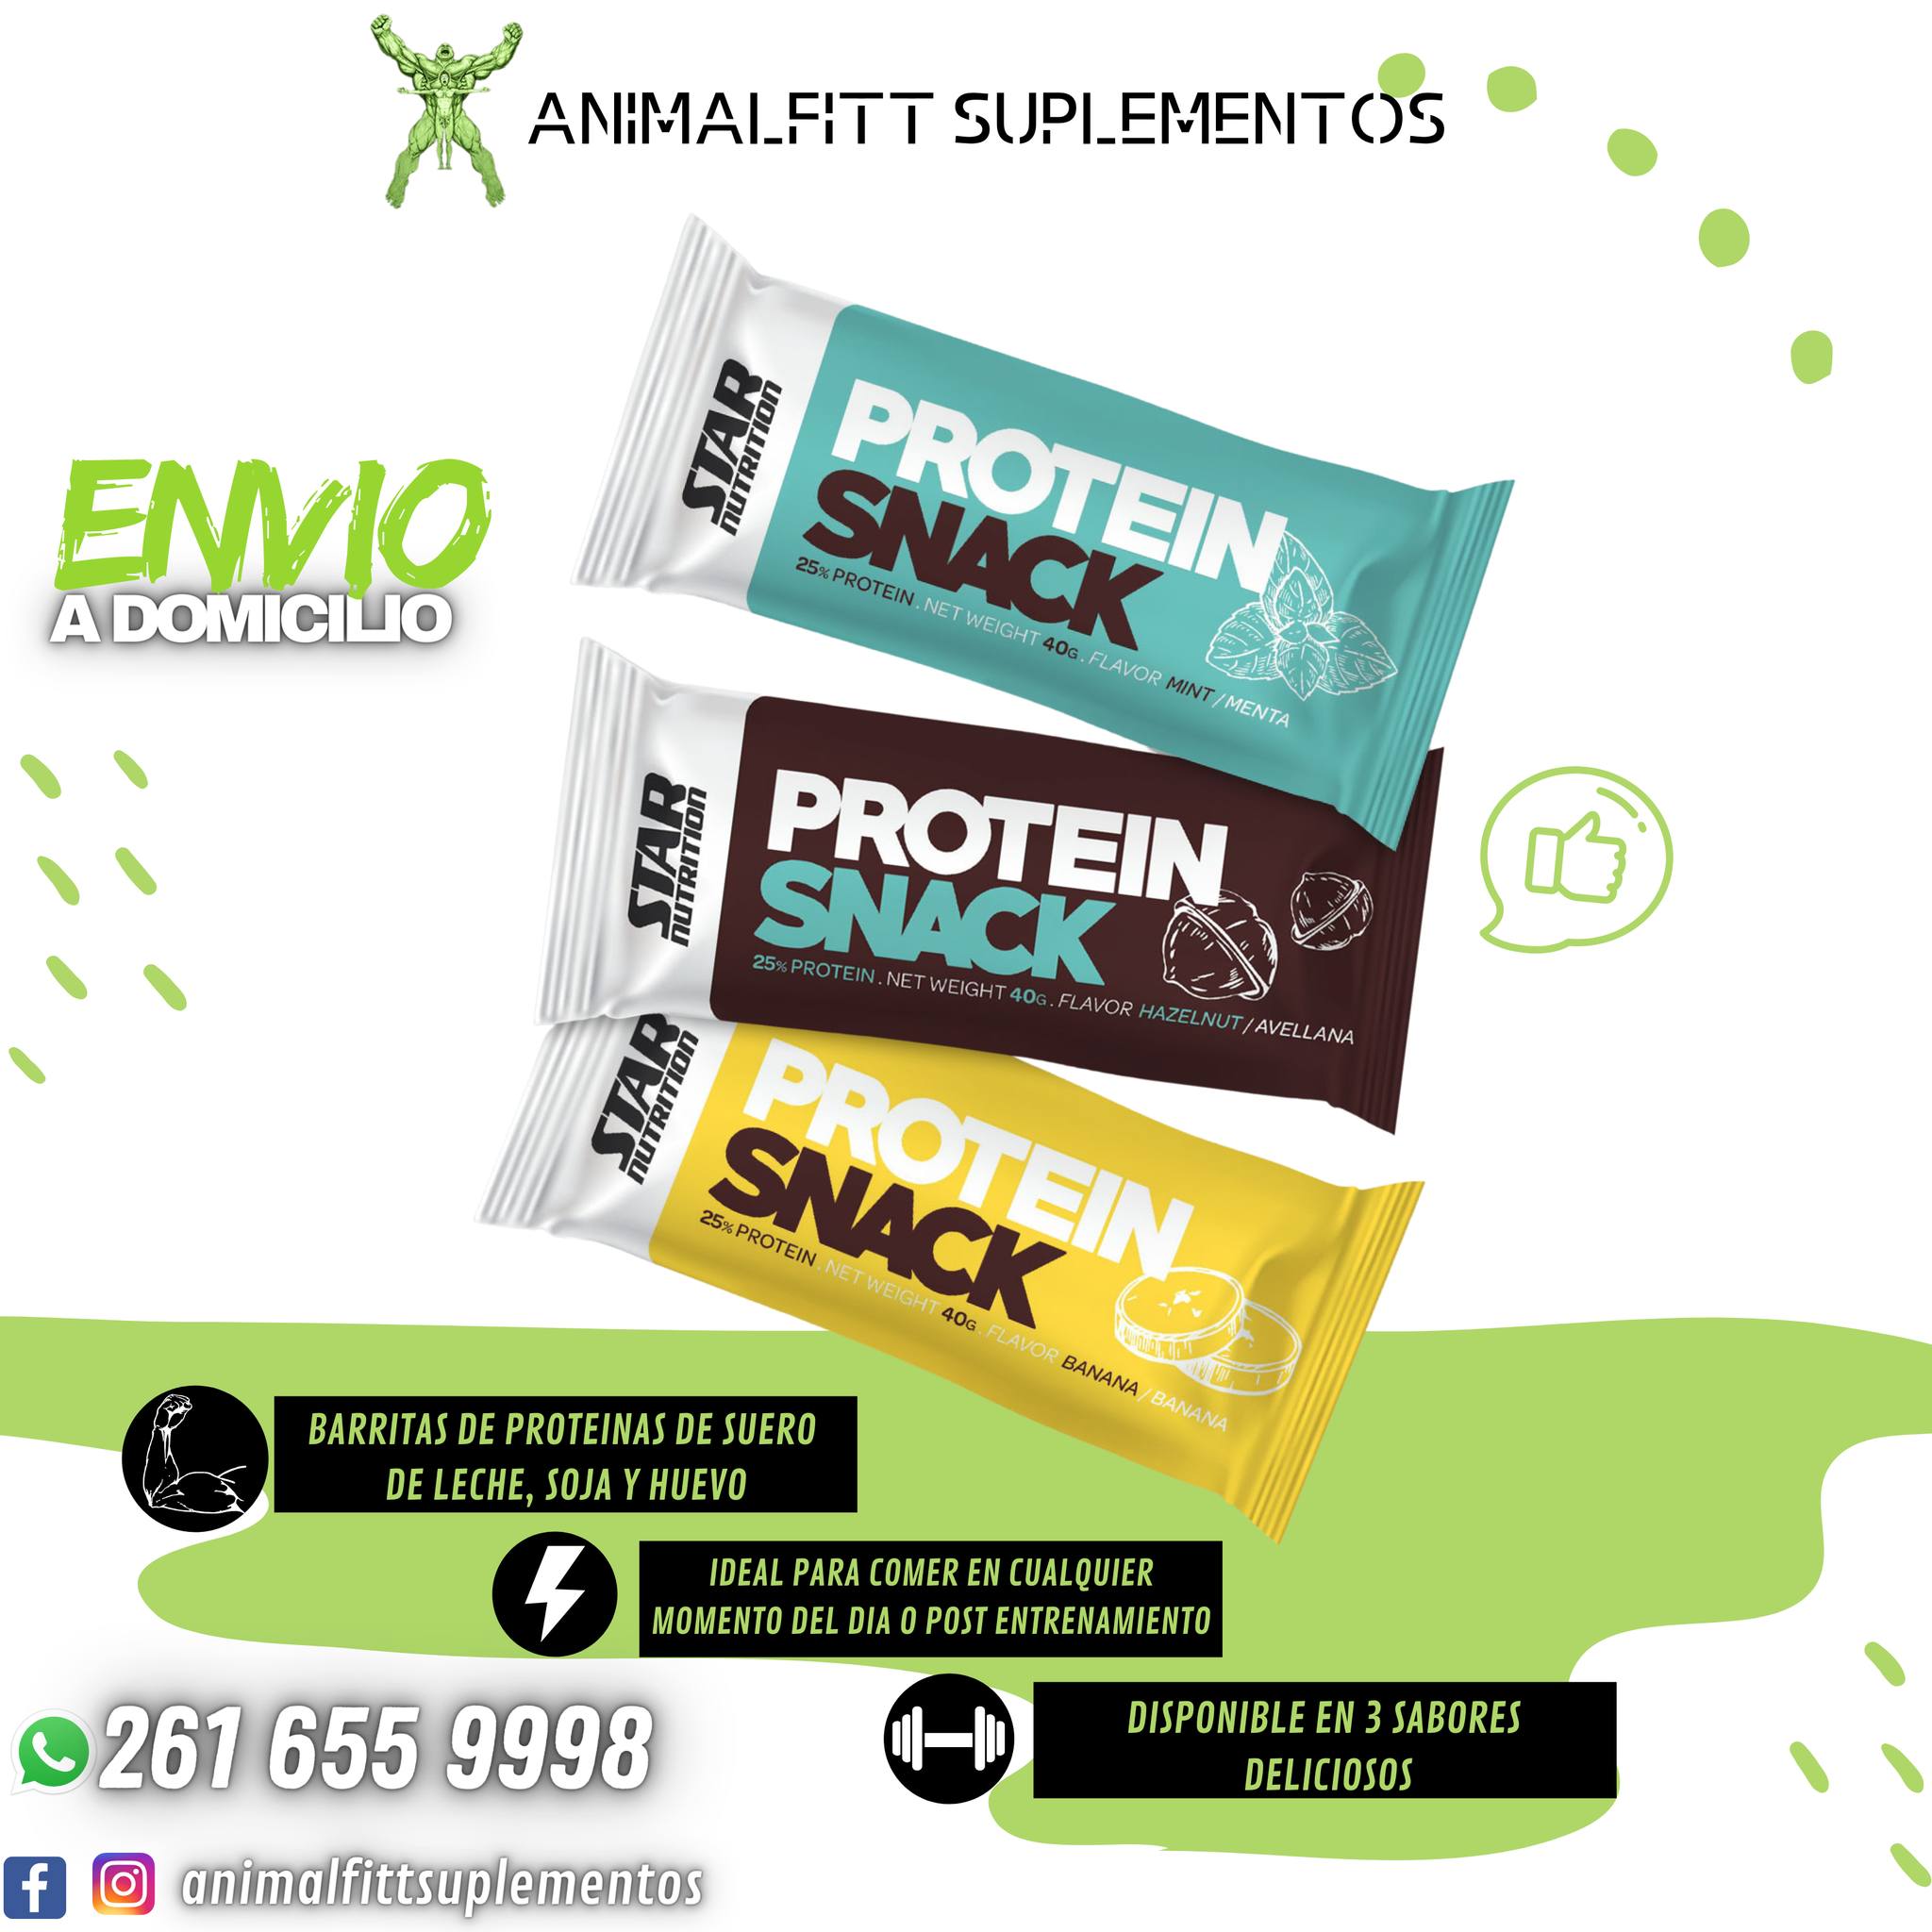 ANIMALFITT SUPLEMENTOS
ENVIO
A DOMICILIO
STAR
NUTRITION
PROTEIN
SNACK
25% PROTEIN . NET WEIGHT 40G . FLAVOR MINT / MENTA
STAR
NUTRITION
PROTEIN
SNACK
25% PROTEIN . NET WEIGHT 40G . FLAVOR HAZELNUT / AVELLANA
STAR
NUTRITION
PROTEIN
SNACK
25% PROTEIN . NET WEIGHT 40G . FLAVOR BANANA / BANANA
BARRITAS DE PROTEINAS DE SUERO
DE LECHE, SOJA Y HUEVO
IDEAL PARA COMER EN CUALQUIER
MOMENTO DEL DIA O POST ENTRENAMIENTO
DISPONIBLE EN 3 SABORES
DELICIOSOS
261 655 9998
animalfittsuplementos